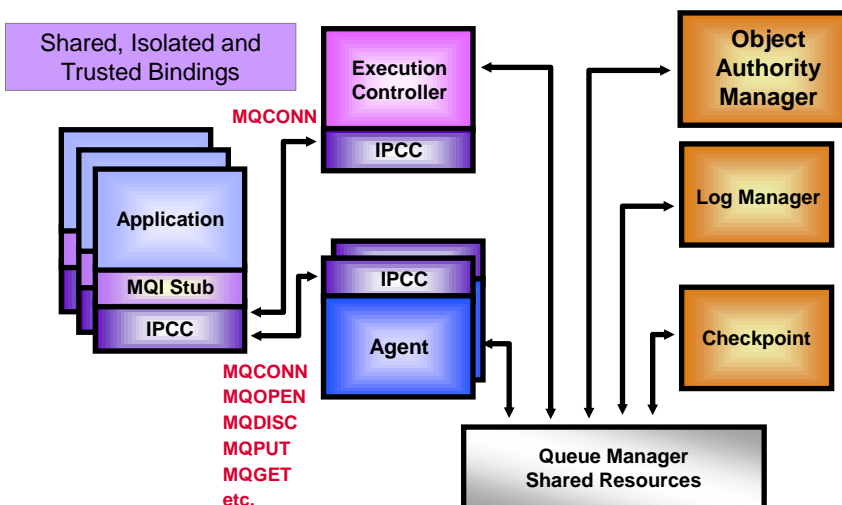 Shared, Isolated and
Trusted Bindings
Execution
Controller
IPCC
Object
Authority
Manager
MQCONN
Application
MQI Stub
IPCC
Log Manager
IPCC
Agent
Checkpoint
MQCONN
MQOPEN
MQDISC
MQPUT
MQGET
etc.
Queue Manager
Shared Resources